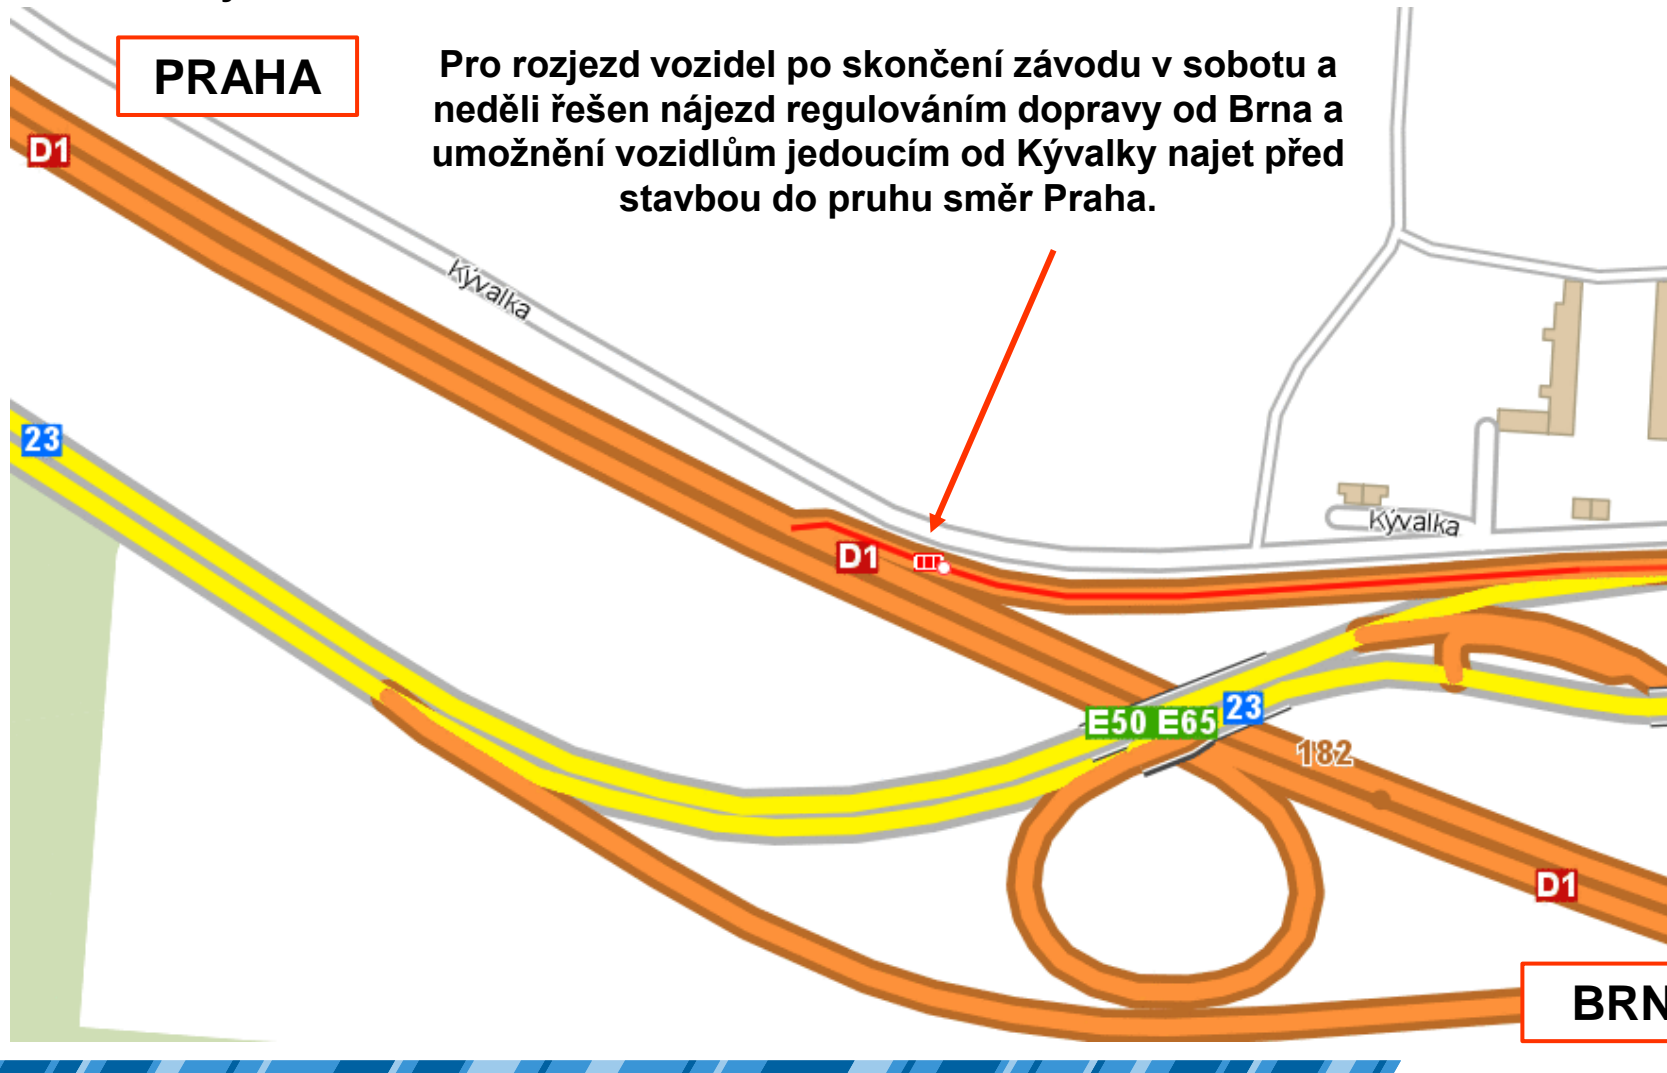 PRAHA
Pro rozjezd vozidel po skončení závodu v sobotu a
neděli řešen nájezd regulováním dopravy od Brna a
umožnění vozidlům jedoucím od Kývalky najet před
stavbou do pruhu směr Praha.
D1
Kývalka
23
Kývalka
D1
E50 E65
23
182
D1
BRN